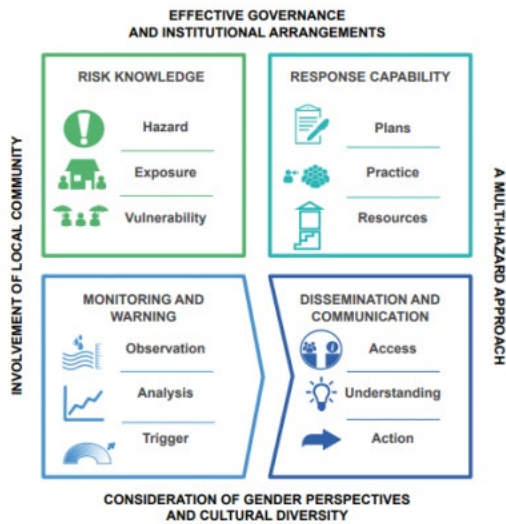 EFFECTIVE GOVERNANCE
AND INSTITUTIONAL ARRANGEMENTS
INVOLVEMENT OF LOCAL COMMUNITY
RISK KNOWLEDGE
Hazard
Exposure
Vulnerability
RESPONSE CAPABILITY
Plans
Practice
Resources
A MULTI-HAZARD APPROACH
MONITORING AND
WARNING
Observation
Analysis
Trigger
DISSEMINATION AND
COMMUNICATION
Access
Understanding
Action
CONSIDERATION OF GENDER PERSPECTIVES
AND CULTURAL DIVERSITY